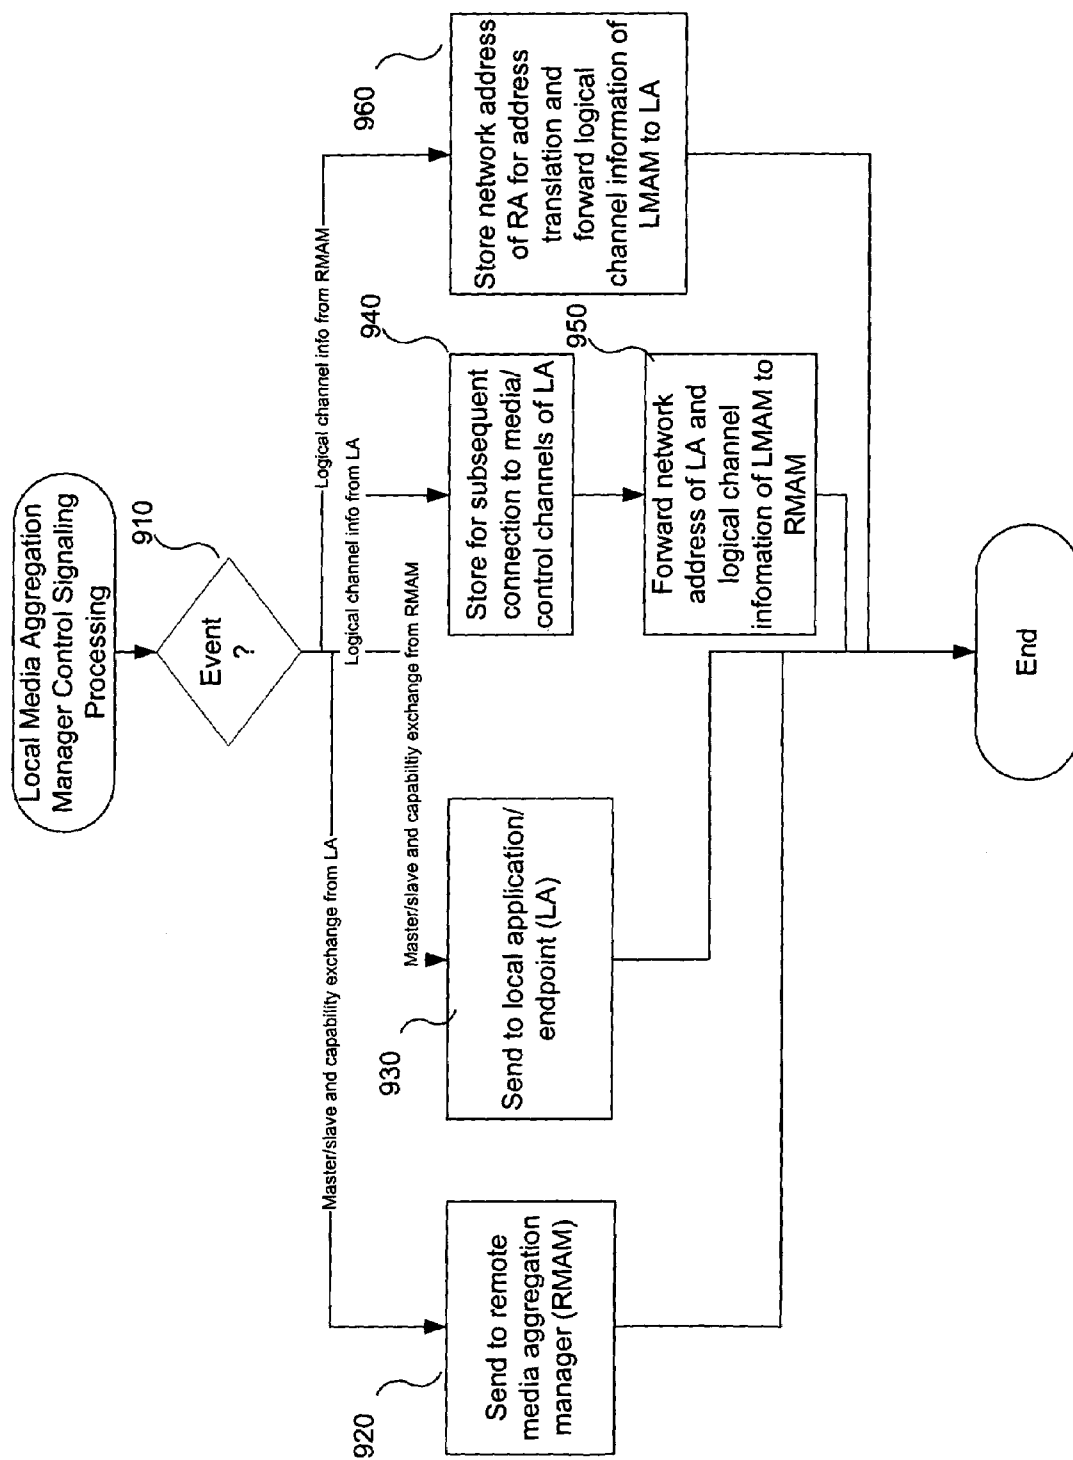 Local Media Aggregation
Manager Control Signaling
Processing
910
Event
?
Master/slave and capability exchange from LA
Master/slave and capabiltiy exchange from RMAM
Logical channel info from LA
Logical channel info from RMAM
920
Send to remote
media aggregation
manager (RMAM)
930
Send to local application/
endpoint (LA)
940
Store for subsequent
connection to media/
control channels of LA
950
Forward network
address of LA and
logical channel
infomation of LMAM to
RMAM
960
Store network address
of RA for address
translation and
forward logical
channel information of
LMAM to LA
End